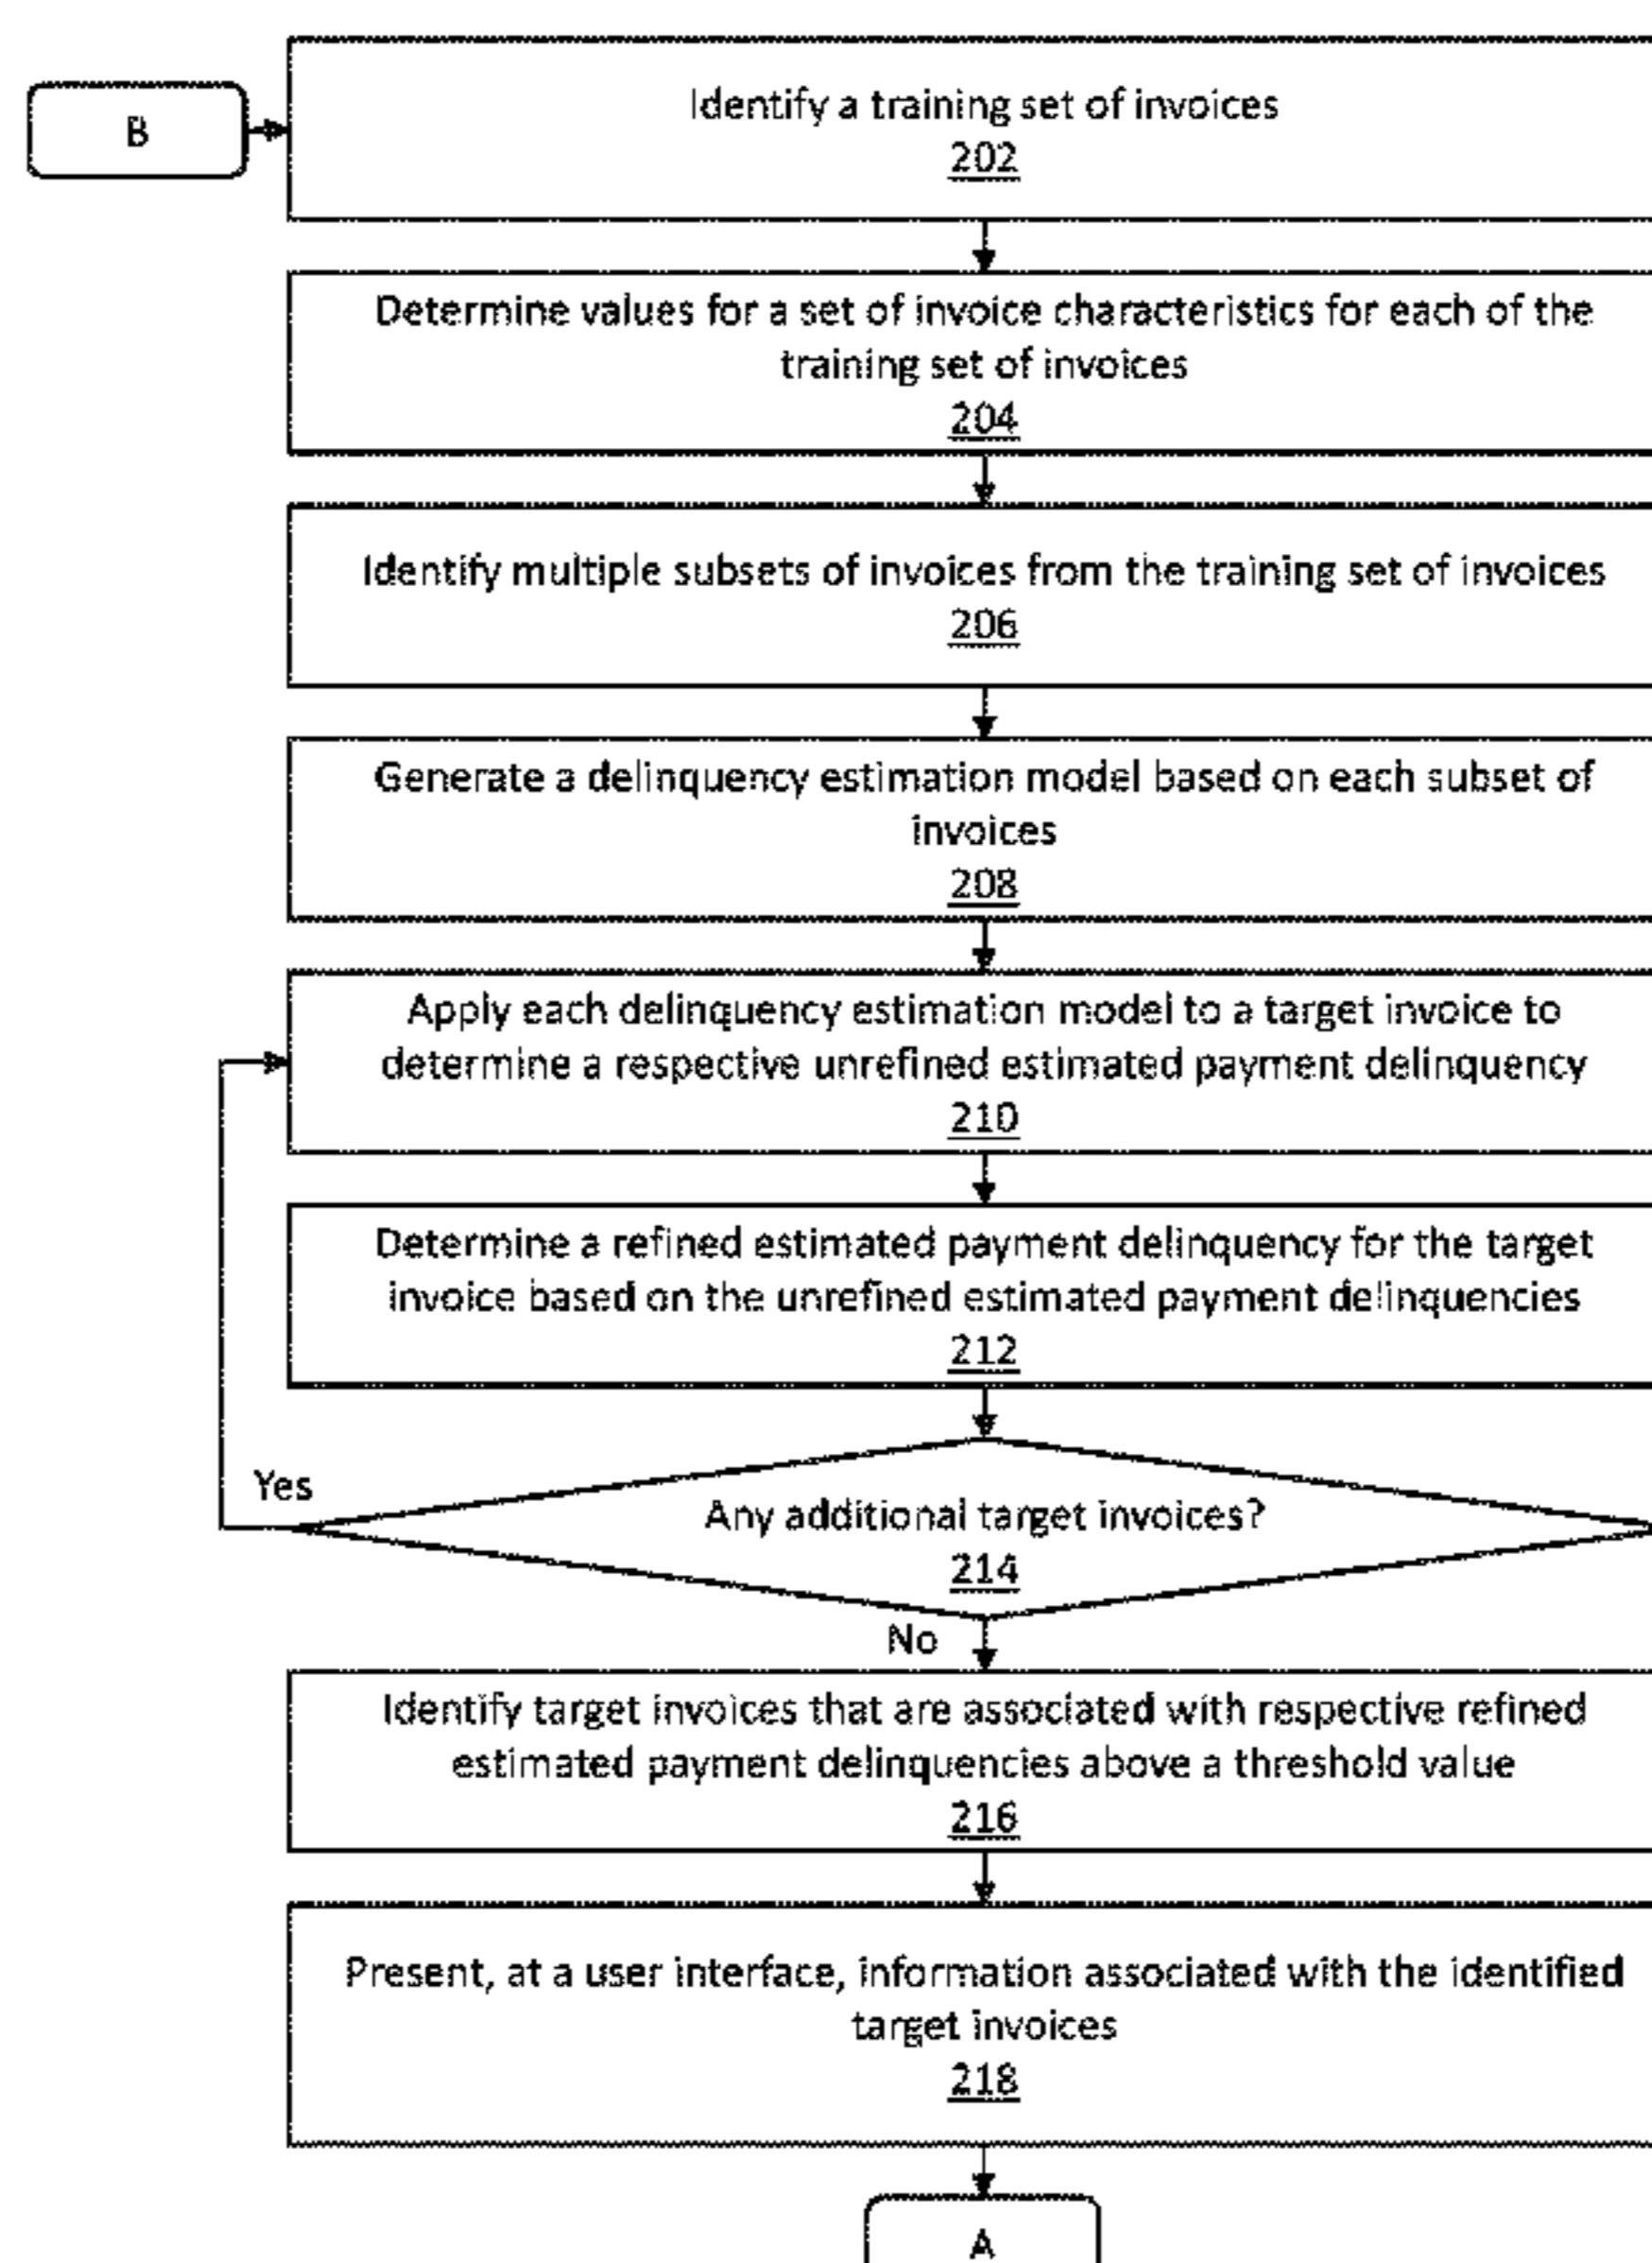 B
Identify a training set of invoices
202
Determine values for a set of invoice characteristics for each of the
training set of invoices
204
Identify multiple subsets of invoices from the training set of invoices
206
Generate a delinquency estimation model based on each subset of
invoices
208
Apply each delinquency estimation model to a target invoice to
determine a respective unrefined estimated payment delinquency
210
Determine a refined estimated payment delinquency for the target
invoice based on the unrefined estimated payment delinquencies
212
Yes
Any additional target invoices?
214
No
Identify target invoices that are associated with respective refined
estimated payment delinquencies above a threshold value
216
Present, at a user interface, information associated with the identified
target invoices
218
A